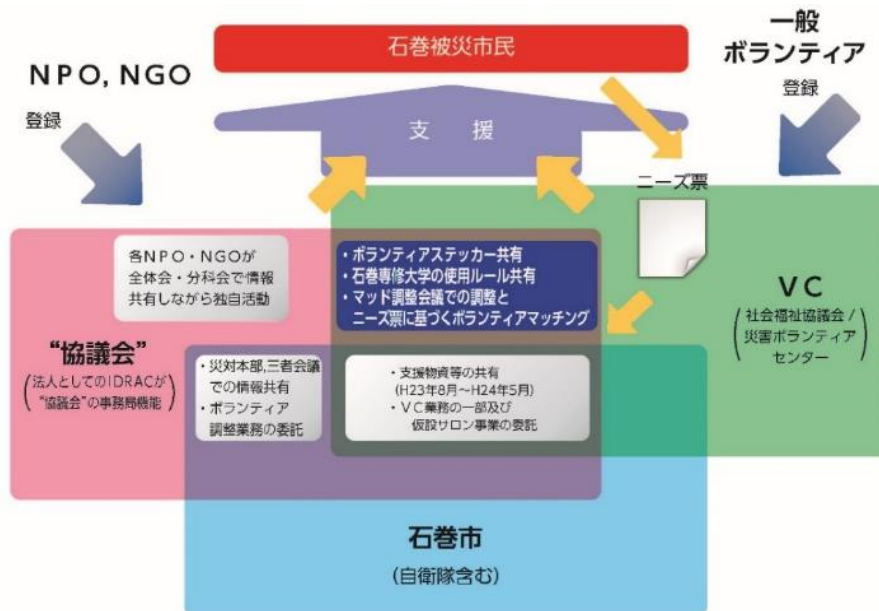 石巻被災市民
一般
ボランティア
登録
NPO, NGO
登録
支　援
ニーズ票
各NPO・NGOが
全体会・分科会で情報
共有しながら独自活動
・ボランティアステッカー共有
・石巻専修大学の使用ルール共有
・マッド調整会議での調整と
ニーズ票に基づくボランティアマッチング
VC
(社会福祉協議会/
災害ボランティア
センター)
“協議会”
(法人としてのIDRACが
“協議会”の事務局機能)
・災対本部,三者会議
での情報共有
・ボランティア
調整業務の委託
・支援物資等の共有
(H23年8月～H24年5月)
・VC業務の一部及び
仮設サロン事業の委託
石巻市
(自衛隊含む)